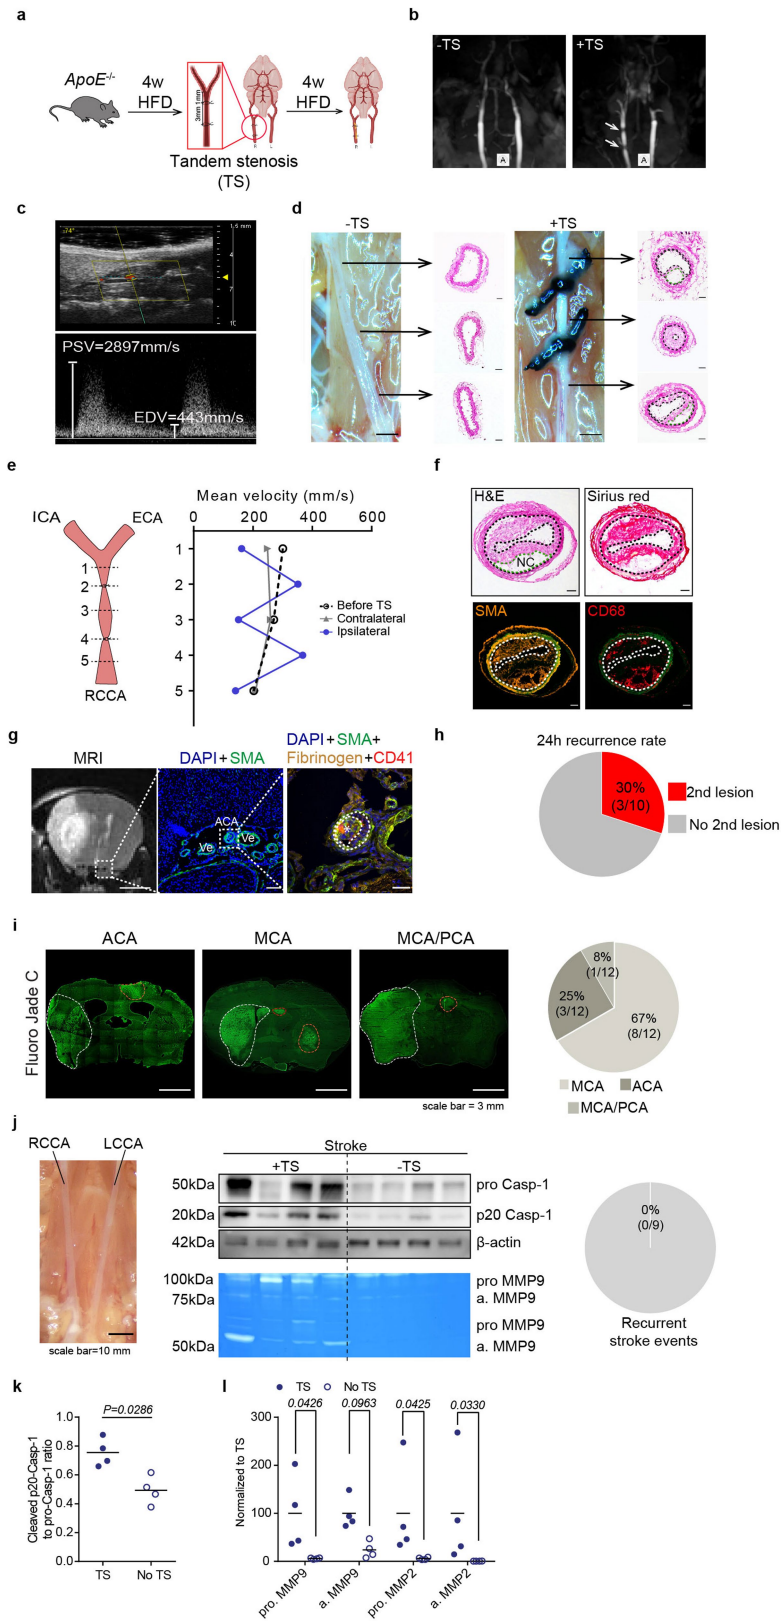 a
ApoE-/-
4w
HFD
3mm 1mm
R L
4w
HFD
R L
Tandem stenosis
(TS)
b
-TS
+TS
A
A
c
-74°
1,6 mm
7
10
PSV=2897mm/s
EDV=443mm/s
d
-TS
+TS
e
Mean velocity (mm/s)
0 200 400 600
ICA
ECA
1
2
3
4
5
RCCA
1
2
3
4
5
Before TS
Contralateral
Ipsilateral
f
H&E
Sirius red
NC
SMA
CD68
g
MRI
DAPI+SMA
DAPI+SMA+
Fibrinogen+CD41
ACA
Ve
Ve
h
24h recurrence rate
30%
(3/10)
2nd lesion
No 2nd lesion
i
ACA
MCA
MCA/PCA
Fluoro Jade C
scale bar = 3 mm
8%
(1/12)
25%
(3/12)
67%
(8/12)
MCA
ACA
MCA/PCA
j
RCCA
LCCA
scale bar=10 mm
Stroke
+TS
-TS
50kDa
pro Casp-1
20kDa
p20 Casp-1
42kDa
β-actin
100kDa
pro MMP9
75kDa
a. MMP9
pro MMP9
50kDa
a. MMP9
0%
(0/9)
Recurrent
stroke events
k
P=0.0286
Cleaved p20-Casp-1
to pro-Casp-1 ratio
1.0
0.8
0.6
0.4
0.2
0.0
TS
No TS
l
TS
No TS
0.0426
0.0963
0.0425
0.0330
Normalized to TS
300
200
100
0
pro. MMP9
a. MMP9
pro. MMP2
a. MMP2